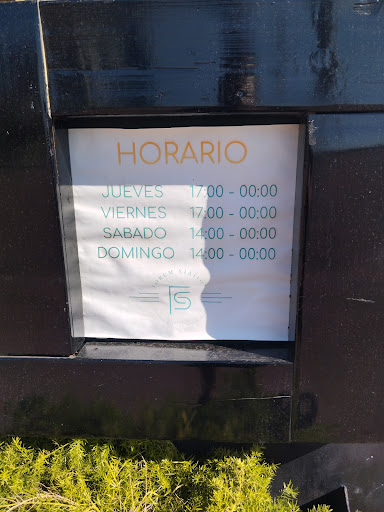 HORARIO
JUEVES 17:00 - 00:00
VIERNES 17:00 - 00:00
SABADO 14:00 - 00:00
DOMINGO 14:00 - 00:00
FS